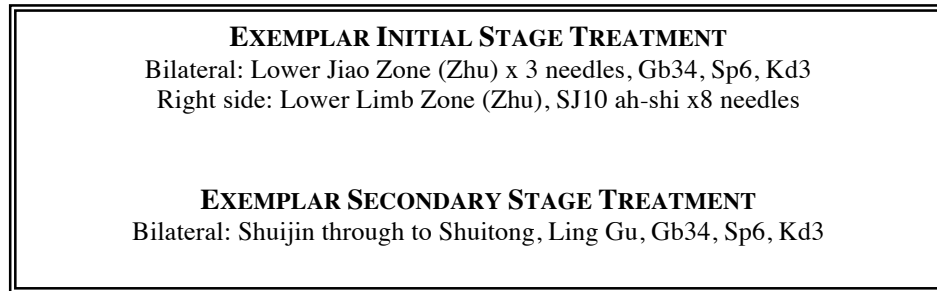 EXEMPLAR INITIAL STAGE TREATMENT
Bilateral: Lower Jiao Zone (Zhu) x 3 needles, Gb34, Sp6, Kd3
Right side: Lower Limb Zone (Zhu), SJ10 ah-shi x8 needles
EXEMPLAR SECONDARY STAGE TREATMENT
Bilateral: Shuijin through to Shuitong, Ling Gu, Gb34, Sp6, Kd3